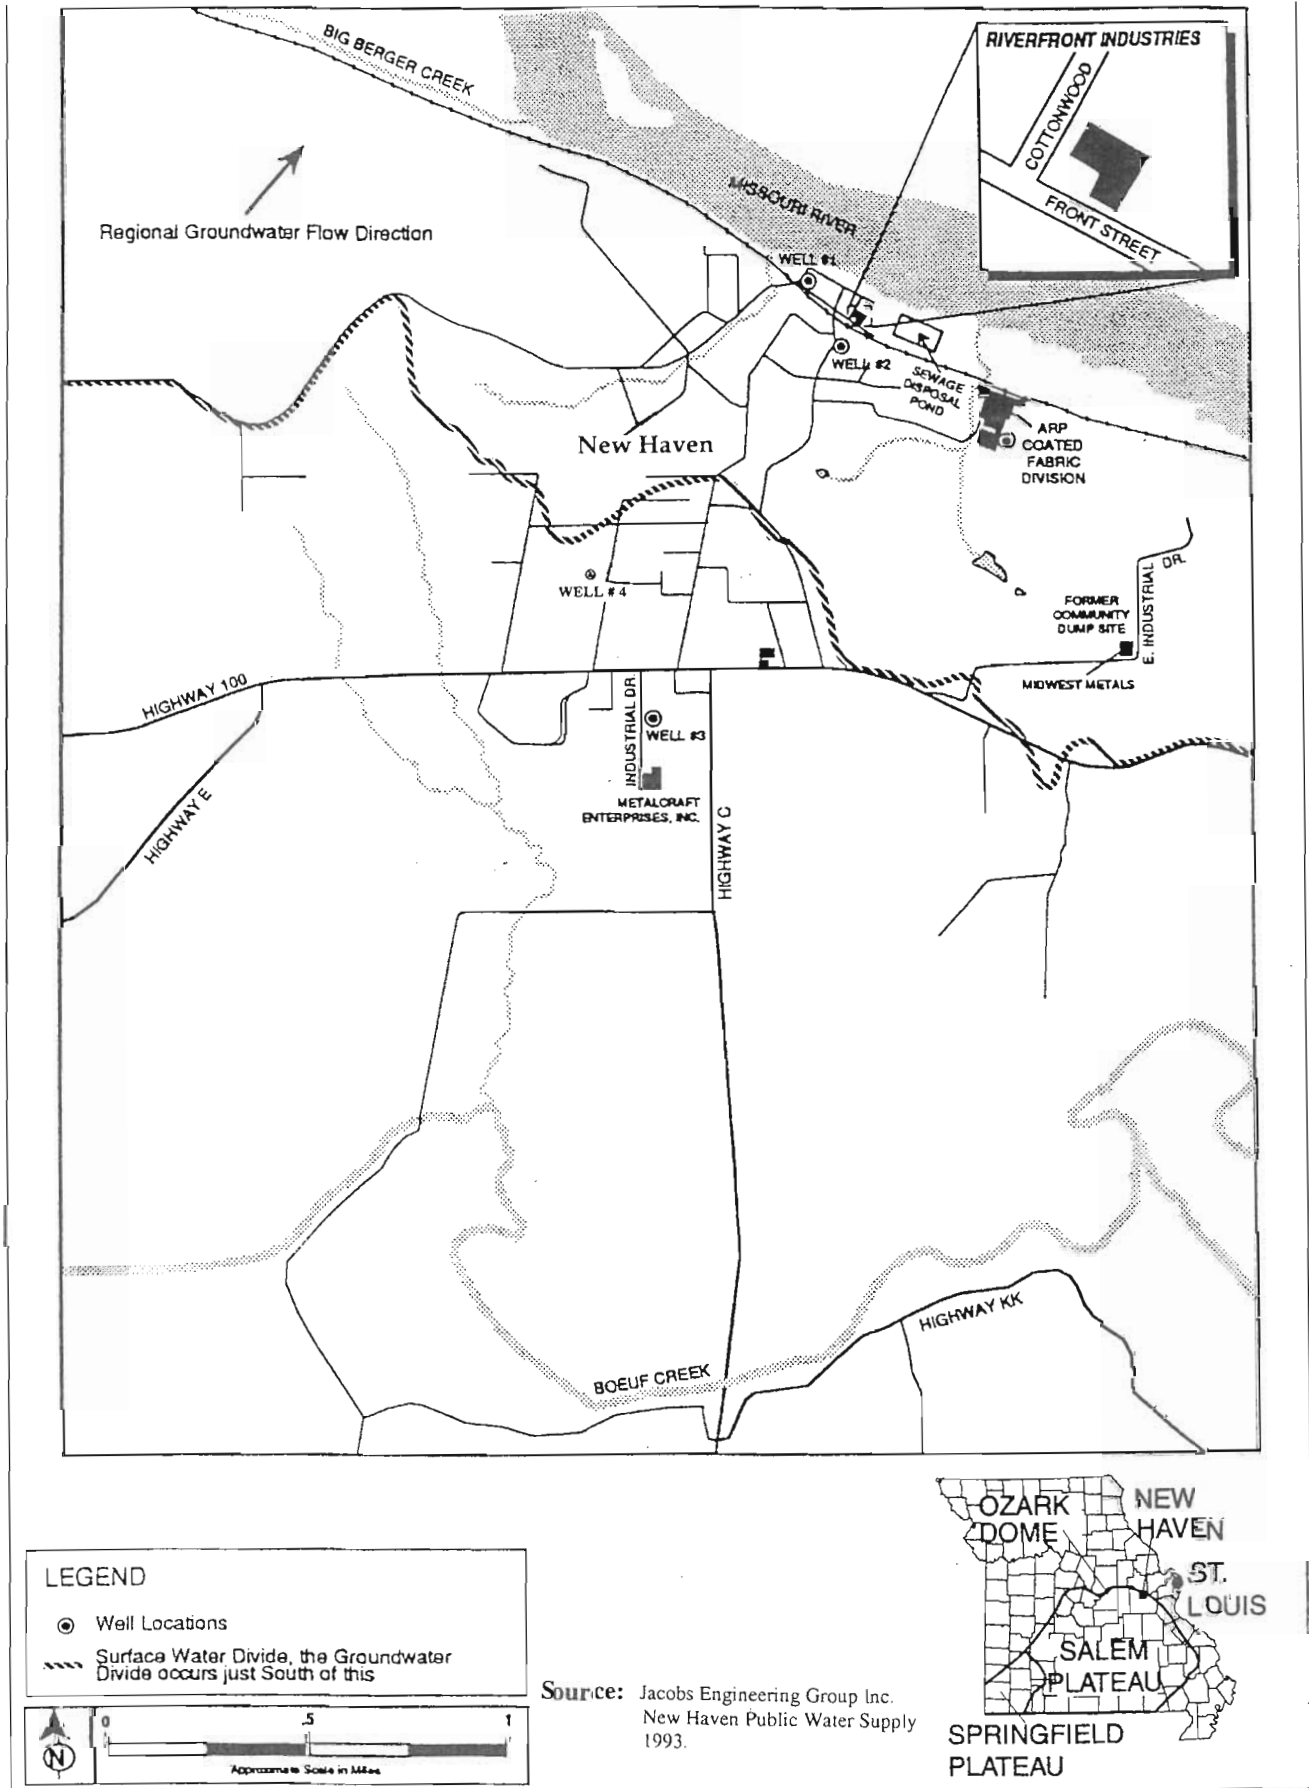 BIG BERGER CREEK
RIVERFRONT INDUSTRIES
COTTONWOOD
FRONT STREET
Regional Groundwater Flow Direction
MISSOURI RIVER
WELL #1
WELL #2
SEWAGE
DISPOSAL
POND
ARP
COATED
FABRIC
DIVISION
New Haven
WELL # 4
E. INDUSTRIAL DR.
FORMER
COMMUNITY
DUMP SITE
MIDWEST METALS
HIGHWAY 100
INDUSTRIAL DR.
WELL #3
METALCRAFT
ENTERPRISES, INC.
HIGHWAY E
HIGHWAY C
HIGHWAY KK
BOEUF CREEK
OZARK
DOME
NEW
HAVEN
ST.
LOUIS
SALEM
PLATEAU
SPRINGFIELD
PLATEAU
LEGEND
Well Locations
Surface Water Divide, the Groundwater
Divide occurs just South of this
N
0 .5 1
Approximate Scale in Miles
Source: Jacobs Engineering Group Inc.
New Haven Public Water Supply
1993.